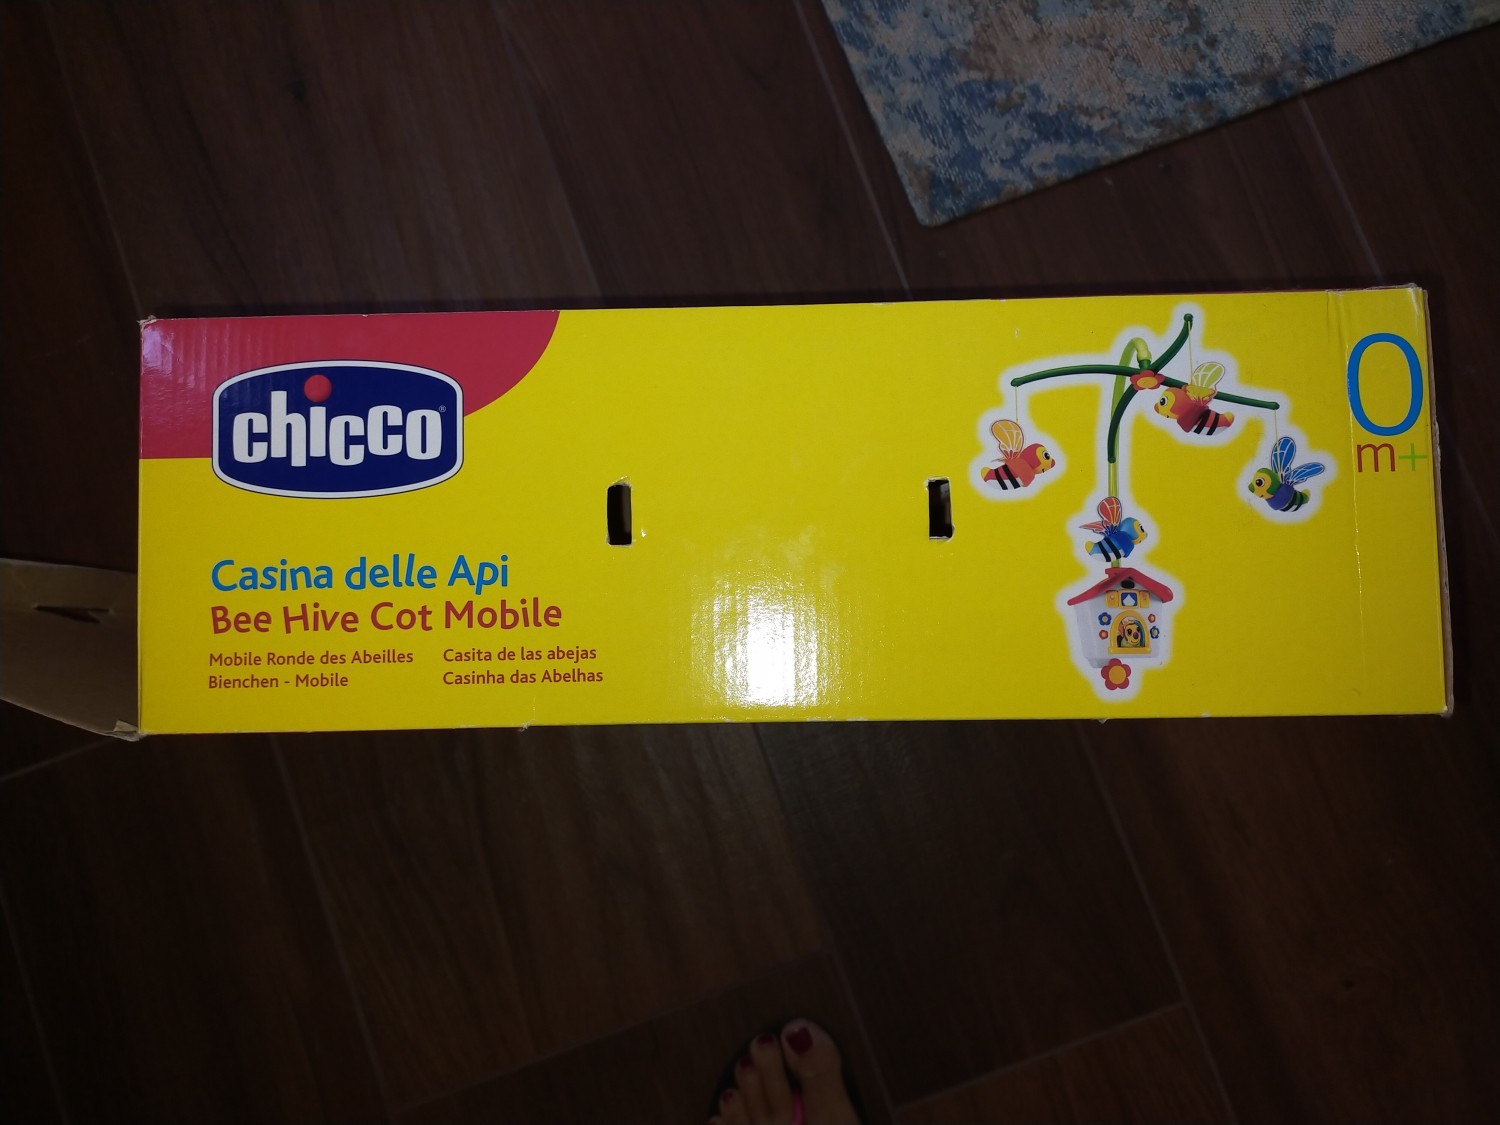 chicco®
Casina delle Api
Bee Hive Cot Mobile
Mobile Ronde des Abeilles
Bienchen - Mobile
Casita de las abejas
Casinha das Abelhas
0
m+